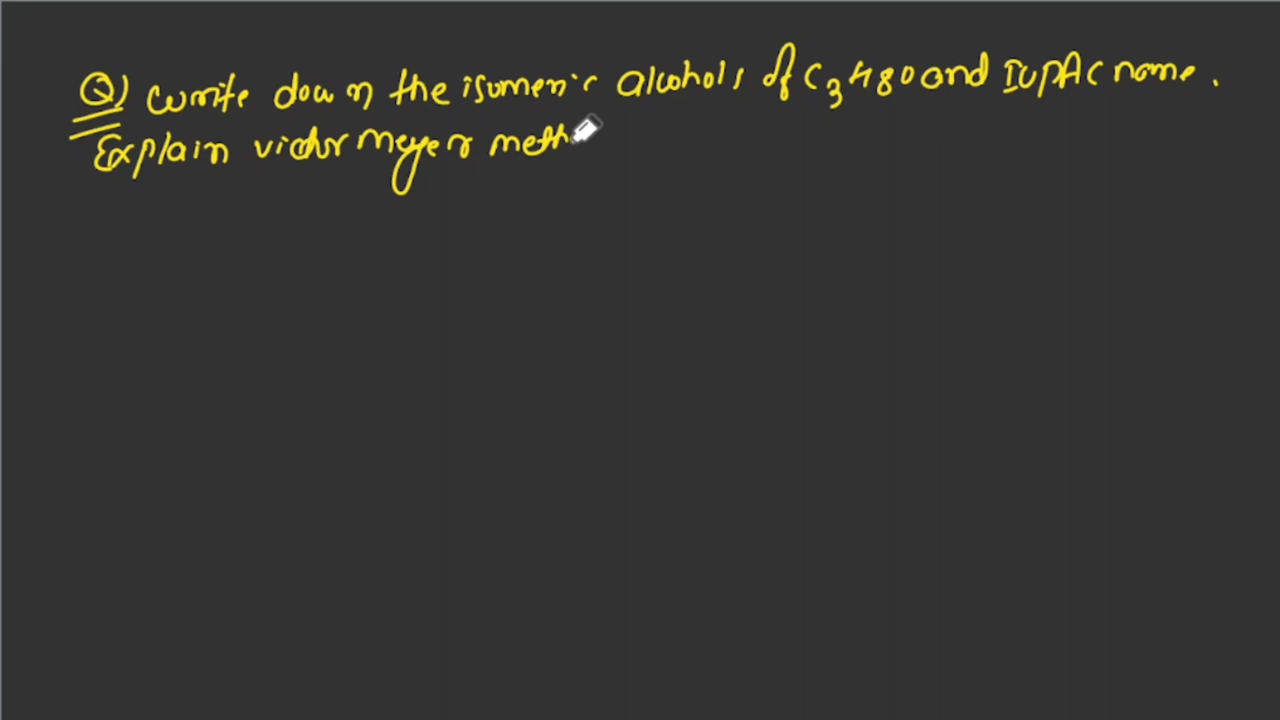 Q) write down the isomeric alcohols of C3H8O and IUPAC name.
Explain victor meyer meth